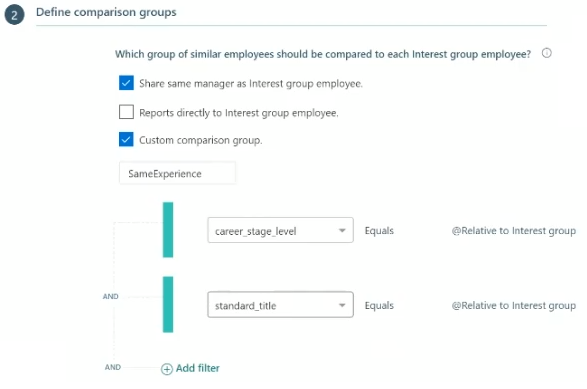 2 Define comparison groups
Which group of similar employees should be compared to each Interest group employee?
Share same manager as Interest group employee.
Reports directly to Interest group employee.
Custom comparison group.
SameExperience
career_stage_level Equals @Relative to Interest group
AND
standard_title Equals @Relative to Interest group
AND Add filter